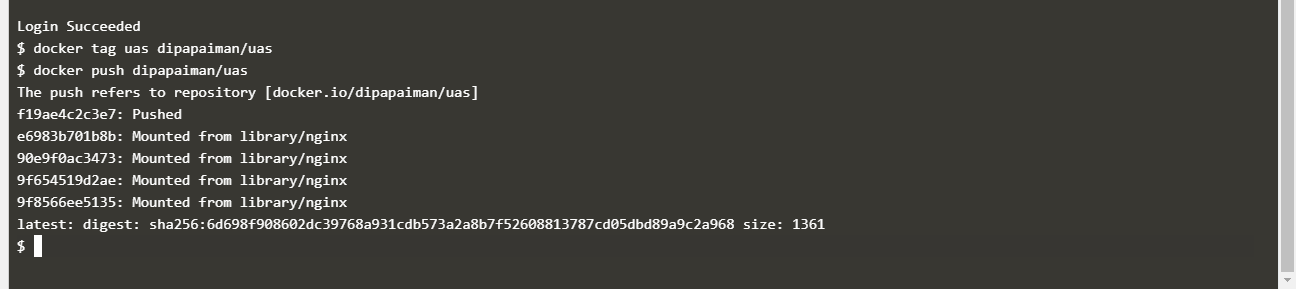 Login Succeeded
$ docker tag uas dipapaiman/uas
$ docker push dipapaiman/uas
The push refers to repository [docker.io/dipapaiman/uas]
f19ae4c2c3e7: Pushed
e6983b701b8b: Mounted from library/nginx
90e9f0ac3473: Mounted from library/nginx
9f654519d2ae: Mounted from library/nginx
9f8566ee5135: Mounted from library/nginx
latest: digest: sha256:6d698f908602dc39768a931cdb573a2a8b7f52608813787cd05dbd89a9c2a968 size: 1361
$